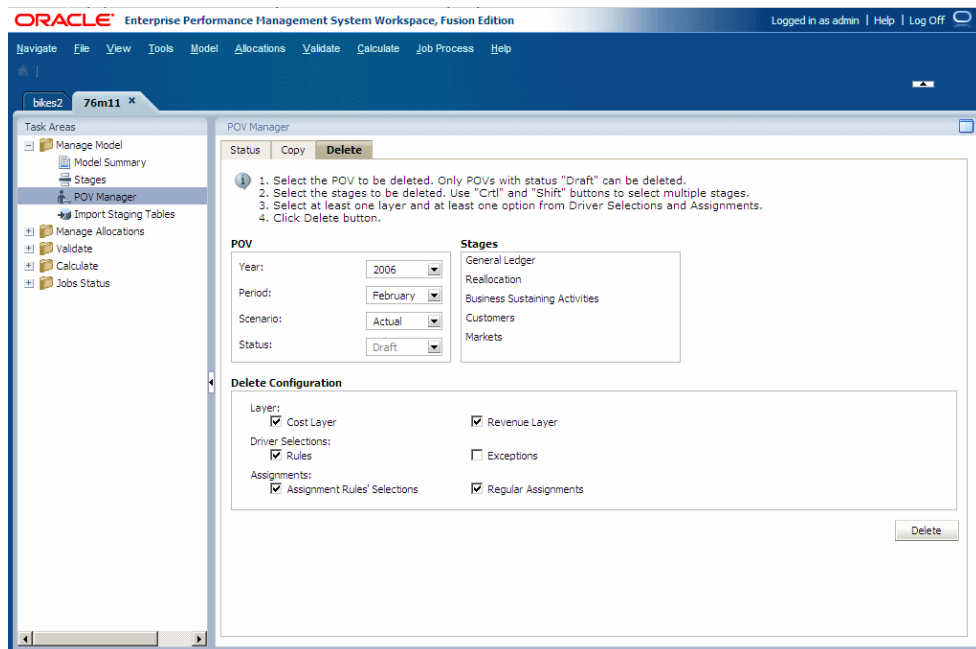 ORACLE Enterprise Performance Management System Workspace, Fusion Edition Logged in as admin | Help | Log Off
Navigate File View Tools Model Allocations Validate Calculate Job Process Help
bikes2 76m11 ×
Task Areas
Manage Model
Model Summary
Stages
POV Manager
Import Staging Tables
Manage Allocations
Validate
Calculate
Jobs Status
POV Manager
Status Copy Delete
1. Select the POV to be deleted. Only POVs with status "Draft" can be deleted.
2. Select the stages to be deleted. Use "Crtl" and "Shift" buttons to select multiple stages.
3. Select at least one layer and at least one option from Driver Selections and Assignments.
4. Click Delete button.
POV
Year: 2006
Period: February
Scenario: Actual
Status: Draft
Stages
General Ledger
Reallocation
Business Sustaining Activities
Customers
Markets
Delete Configuration
Layer:
Cost Layer Revenue Layer
Driver Selections:
Rules Exceptions
Assignments:
Assignment Rules' Selections Regular Assignments
Delete